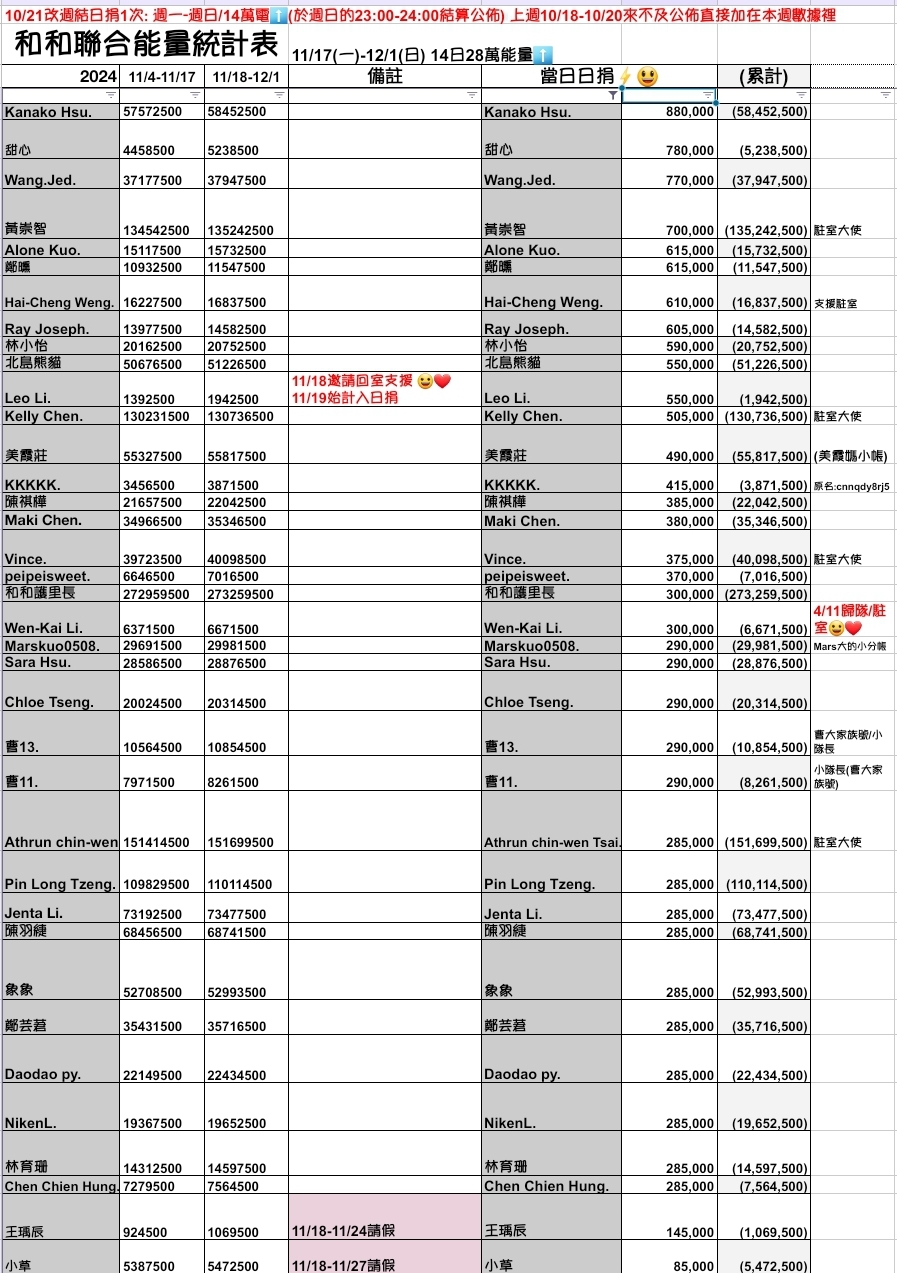 10/21改週結日捐1次: 週一-週日/14萬電⬆️(於週日的23:00-24:00結算公佈) 上週10/18-10/20來不及公佈直接加在本週數據裡
和和聯合能量統計表 11/17(一)-12/1(日) 14日28萬能量⬆️
2024 11/4-11/17 11/18-12/1 備註 當日日捐⚡😃 (累計)
Kanako Hsu. 57572500 58452500 Kanako Hsu. 880,000 (58,452,500)
甜心 4458500 5238500 甜心 780,000 (5,238,500)
Wang.Jed. 37177500 37947500 Wang.Jed. 770,000 (37,947,500)
黃崇智 134542500 135242500 黃崇智 700,000 (135,242,500) 駐室大使
Alone Kuo. 15117500 15732500 Alone Kuo. 615,000 (15,732,500)
鄭曛 10932500 11547500 鄭曛 615,000 (11,547,500)
Hai-Cheng Weng. 16227500 16837500 Hai-Cheng Weng. 610,000 (16,837,500) 支援駐室
Ray Joseph. 13977500 14582500 Ray Joseph. 605,000 (14,582,500)
林小怡 20162500 20752500 林小怡 590,000 (20,752,500)
北島熊貓 50676500 51226500 北島熊貓 550,000 (51,226,500)
11/18邀請回室支援 😀❤️
Leo Li. 1392500 1942500 11/19始計入日捐 Leo Li. 550,000 (1,942,500)
Kelly Chen. 130231500 130736500 Kelly Chen. 505,000 (130,736,500) 駐室大使
美霞莊 55327500 55817500 美霞莊 490,000 (55,817,500) (美霞媽小帳)
KKKKK. 3456500 3871500 KKKKK. 415,000 (3,871,500) 原名:cnnqdy8rj5
陳祺樺 21657500 22042500 陳祺樺 385,000 (22,042,500)
Maki Chen. 34966500 35346500 Maki Chen. 380,000 (35,346,500)
Vince. 39723500 40098500 Vince. 375,000 (40,098,500) 駐室大使
peipeisweet. 6646500 7016500 peipeisweet. 370,000 (7,016,500)
和和護里長 272959500 273259500 和和護里長 300,000 (273,259,500)
4/11歸隊/駐
Wen-Kai Li. 6371500 6671500 Wen-Kai Li. 300,000 (6,671,500) 室😀❤️
Marskuo0508. 29691500 29981500 Marskuo0508. 290,000 (29,981,500) Mars大的小分帳
Sara Hsu. 28586500 28876500 Sara Hsu. 290,000 (28,876,500)
Chloe Tseng. 20024500 20314500 Chloe Tseng. 290,000 (20,314,500)
曹大家族號/小
曹13. 10564500 10854500 曹13. 290,000 (10,854,500) 隊長
小隊長(曹大家
曹11. 7971500 8261500 曹11. 290,000 (8,261,500) 族號)
Athrun chin-wen 151414500 151699500 Athrun chin-wen Tsai. 285,000 (151,699,500) 駐室大使
Pin Long Tzeng. 109829500 110114500 Pin Long Tzeng. 285,000 (110,114,500)
Jenta Li. 73192500 73477500 Jenta Li. 285,000 (73,477,500)
陳羽緁 68456500 68741500 陳羽緁 285,000 (68,741,500)
象象 52708500 52993500 象象 285,000 (52,993,500)
鄭芸莙 35431500 35716500 鄭芸莙 285,000 (35,716,500)
Daodao py. 22149500 22434500 Daodao py. 285,000 (22,434,500)
NikenL. 19367500 19652500 NikenL. 285,000 (19,652,500)
林育珊 14312500 14597500 林育珊 285,000 (14,597,500)
Chen Chien Hung. 7279500 7564500 Chen Chien Hung. 285,000 (7,564,500)
王瑀辰 924500 1069500 11/18-11/24請假 王瑀辰 145,000 (1,069,500)
小草 5387500 5472500 11/18-11/27請假 小草 85,000 (5,472,500)